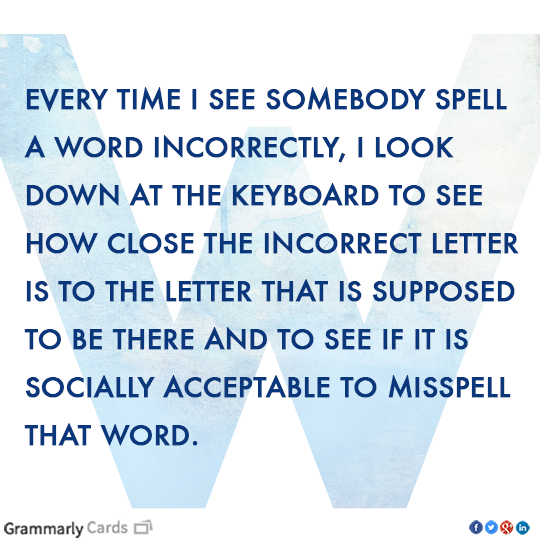 EVERY TIME I SEE SOMEBODY SPELL
A WORD INCORRECTLY, I LOOK
DOWN AT THE KEYBOARD TO SEE
HOW CLOSE THE INCORRECT LETTER
IS TO THE LETTER THAT IS SUPPOSED
TO BE THERE AND TO SEE IF IT IS
SOCIALLY ACCEPTABLE TO MISSPELL
THAT WORD.
W
Grammarly Cards